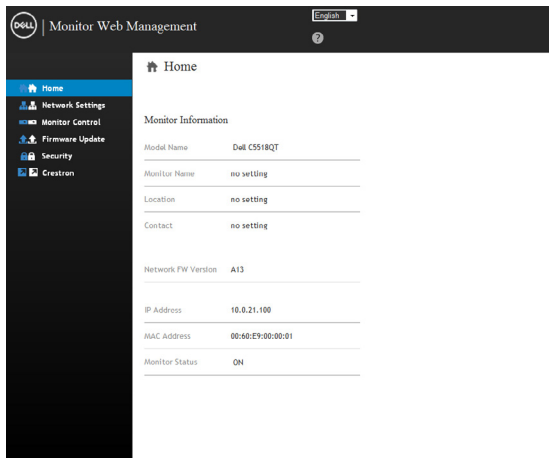 DELL Monitor Web Management
English
?
Home
Home
Network Settings
Monitor Control
Firmware Update
Security
Crestron
Monitor Information
Model Name Dell C5518QT
Monitor Name no setting
Location no setting
Contact no setting
Network FW Version A13
IP Address 10.0.21.100
MAC Address 00:60:E9:00:00:01
Monitor Status ON